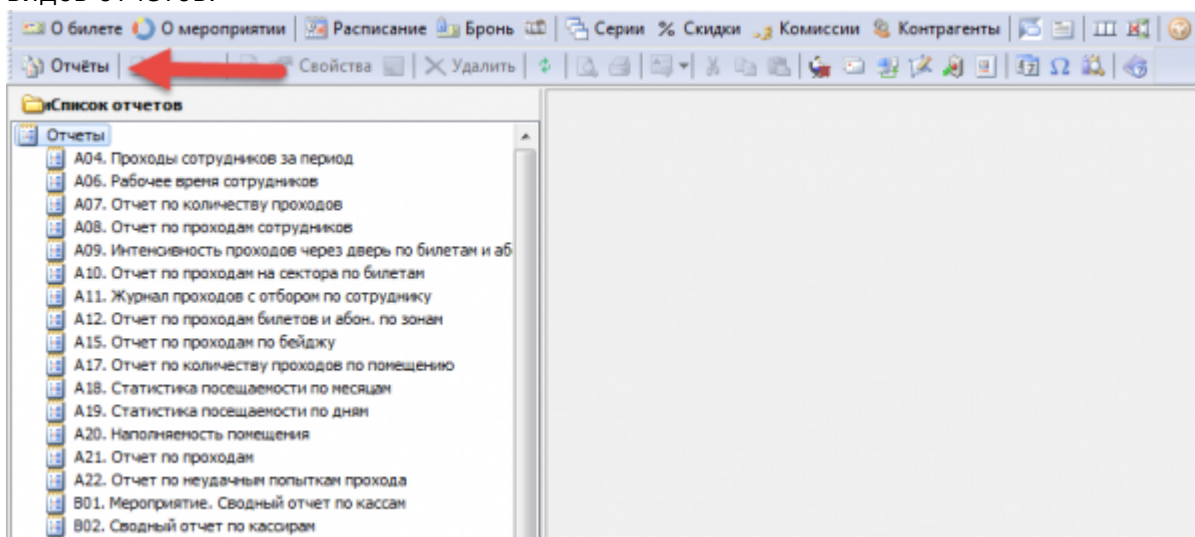 видов отчетов.
О билете О мероприятии Расписание Бронь Серии % Скидки Комиссии Контрагенты
Отчёты Свойства Удалить
Список отчетов
Отчеты
A04. Проходы сотрудников за период
A06. Рабочее время сотрудников
A07. Отчет по количеству проходов
A08. Отчет по проходам сотрудников
A09. Интенсивность проходов через дверь по билетам и аб
A10. Отчет по проходам на сектора по билетам
A11. Журнал проходов с отбором по сотруднику
A12. Отчет по проходам билетов и абон. по зонам
A15. Отчет по проходам по бейджу
A17. Отчет по количеству проходов по помещению
A18. Статистика посещаемости по месяцам
A19. Статистика посещаемости по дням
A20. Наполняемость помещения
A21. Отчет по проходам
A22. Отчет по неудачным попыткам прохода
B01. Мероприятие. Сводный отчет по кассам
B02. Сводный отчет по кассирам